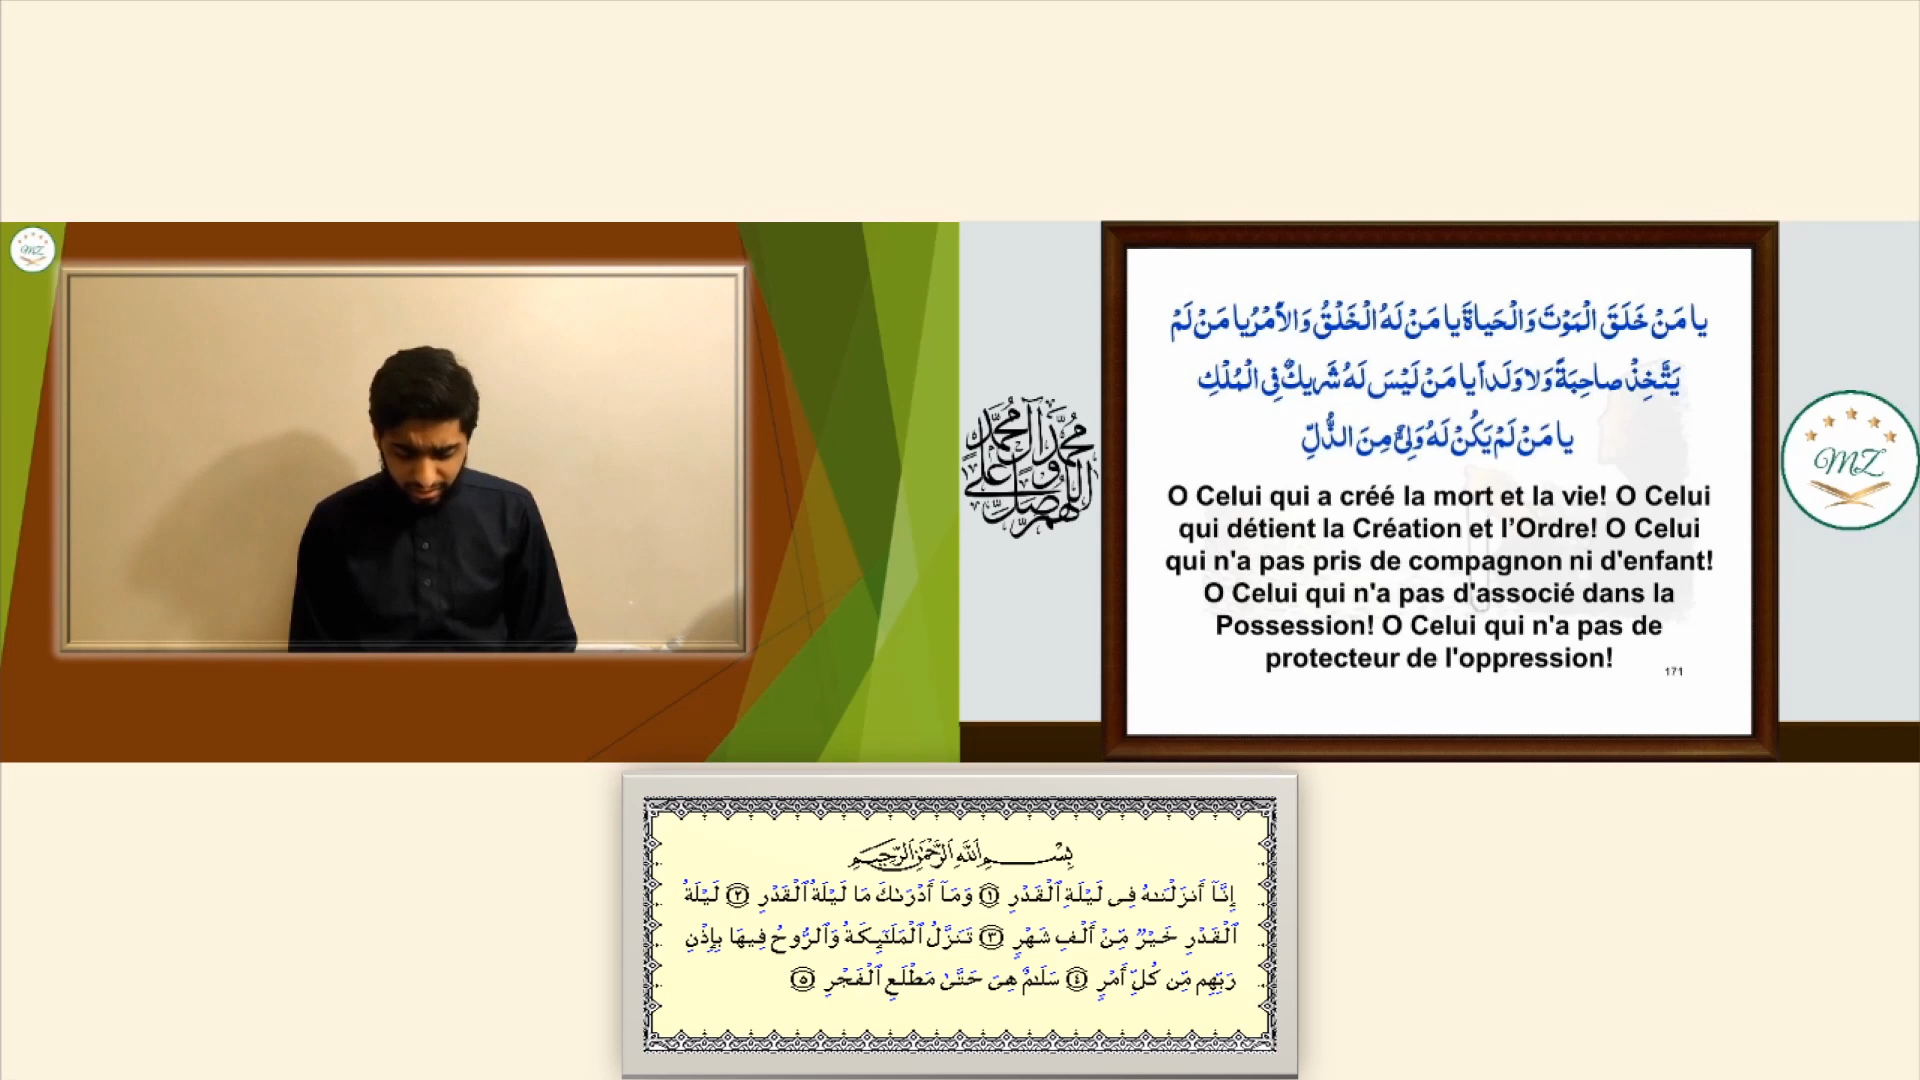 MZ
يا مَنْ خَلَقَ الْمَوْتَ وَالْحَياةَ يا مَنْ لَهُ الْخَلْقُ وَالْاَمْرُ يا مَنْ لَمْ
يَتَّخِذْ صاحِبَةً وَلا وَلَداً يا مَنْ لَيْسَ لَهُ شَريكٌ فِى الْمُلْكِ
يا مَنْ لَمْ يَكُنْ لَهُ وَلِىٌّ مِنَ الذُّلِّ
O Celui qui a créé la mort et la vie! O Celui
qui détient la Création et l’Ordre! O Celui
qui n'a pas pris de compagnon ni d'enfant!
O Celui qui n'a pas d'associé dans la
Possession! O Celui qui n'a pas de
protecteur de l'oppression!
171
اللهم صل على محمد وآل محمد
MZ
بِسْمِ ٱللَّهِ ٱلرَّحْمَٰنِ ٱلرَّحِيمِ
إِنَّآ أَنزَلْنَـٰهُ فِى لَيْلَةِ ٱلْقَدْرِ ١ وَمَآ أَدْرَىٰكَ مَا لَيْلَةُ ٱلْقَدْرِ ٢ لَيْلَةُ
ٱلْقَدْرِ خَيْرٌ مِّنْ أَلْفِ شَهْرٍ ٣ تَنَزَّلُ ٱلْمَلَـٰٓئِكَةُ وَٱلرُّوحُ فِيهَا بِإِذْنِ
رَبِّهِم مِّن كُلِّ أَمْرٍ ٤ سَلَـٰمٌ هِىَ حَتَّىٰ مَطْلَعِ ٱلْفَجْرِ ٥